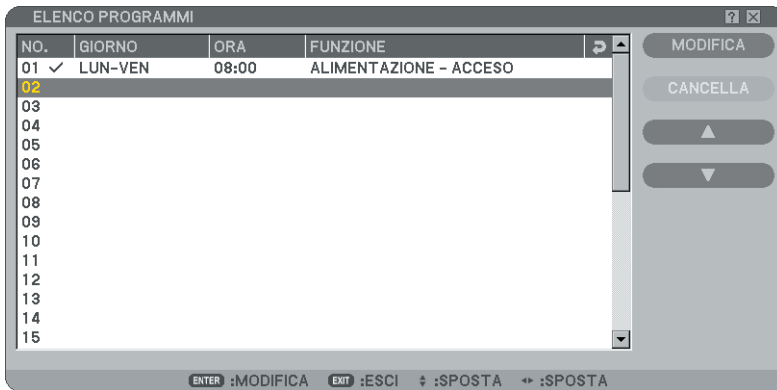 ELENCO PROGRAMMI
NO. GIORNO ORA FUNZIONE
MODIFICA
01 ✓ LUN-VEN 08:00 ALIMENTAZIONE - ACCESO
02
CANCELLA
03
04
05
06
07
08
09
10
11
12
13
14
15
ENTER :MODIFICA EXIT :ESCI :SPOSTA :SPOSTA